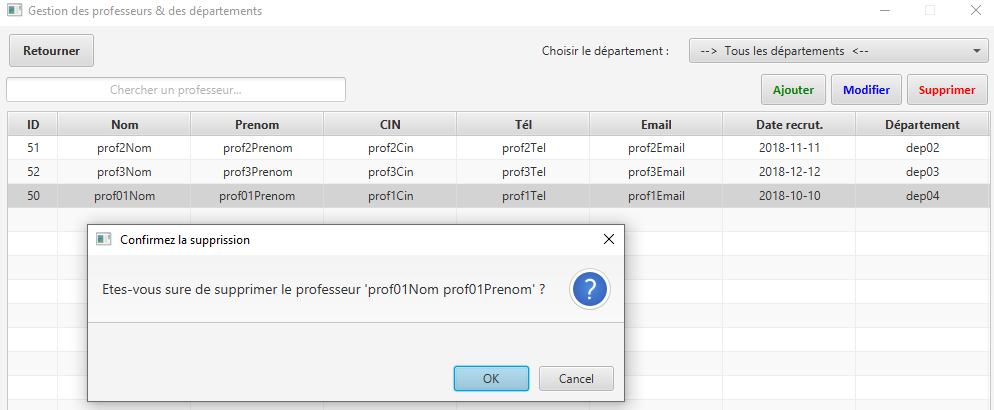 Gestion des professeurs & des départements
Retourner
Choisir le département :
--> Tous les départements <--
Chercher un professeur...
Ajouter
Modifier
Supprimer
ID Nom Prenom CIN Tél Email Date recrut. Département
51 prof2Nom prof2Prenom prof2Cin prof2Tel prof2Email 2018-11-11 dep02
52 prof3Nom prof3Prenom prof3Cin prof3Tel prof3Email 2018-12-12 dep03
50 prof01Nom prof01Prenom prof1Cin prof1Tel prof1Email 2018-10-10 dep04
Confirmez la supprission
Etes-vous sure de supprimer le professeur 'prof01Nom prof01Prenom' ?
OK
Cancel